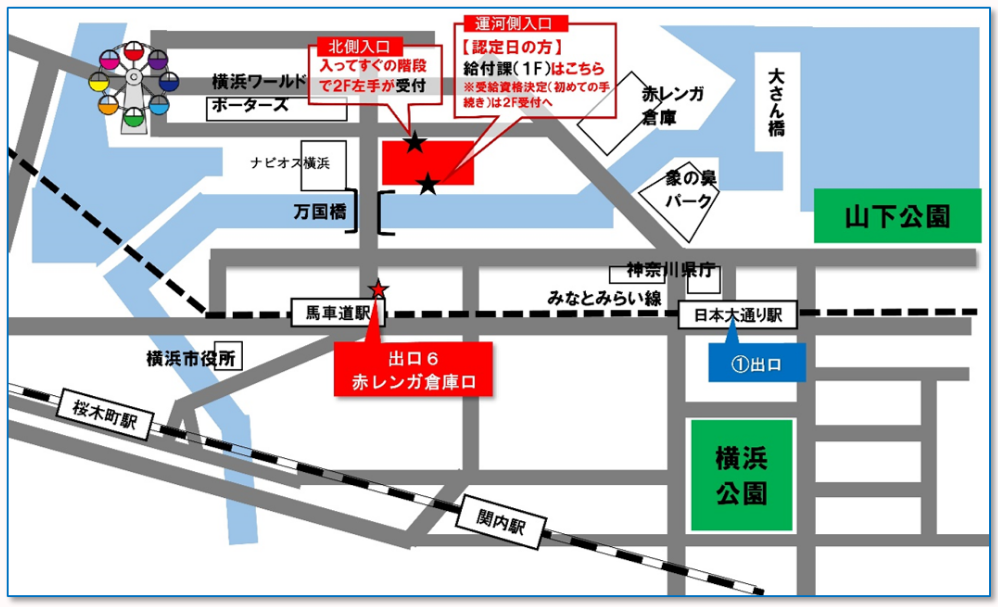 運河側入口
【認定日の方】
給付課(1F)はこちら
※受給資格決定(初めての手
続き)は2F受付へ
北側入口
入ってすぐの階段
で2F左手が受付
横浜ワールド
ポーターズ
赤レンガ
倉庫
大さん橋
ナビオス横浜
象の鼻
パーク
万国橋
山下公園
神奈川県庁
みなとみらい線
馬車道駅
日本大通り駅
出口6
赤レンガ倉庫口
①出口
横浜市役所
桜木町駅
横浜
公園
関内駅